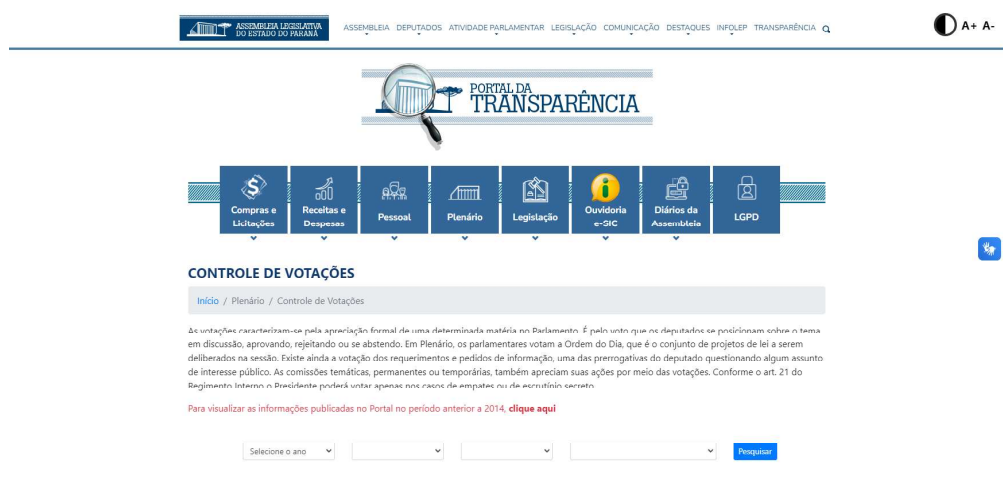 ASSEMBLEIA LEGISLATIVA
DO ESTADO DO PARANÁ
ASSEMBLEIA DEPUTADOS ATIVIDADE PARLAMENTAR LEGISLAÇÃO COMUNICAÇÃO DESTAQUES INFOLEP TRANSPARÊNCIA
A+ A-
PORTAL DA
TRANSPARÊNCIA
Compras e
Licitações
Receitas e
Despesas
Pessoal
Plenário
Legislação
Ouvidoria
e-SIC
Diários da
Assembleia
LGPD
CONTROLE DE VOTAÇÕES
Início / Plenário / Controle de Votações
As votações caracterizam-se pela apreciação formal de uma determinada matéria no Parlamento. É pelo voto que os deputados se posicionam sobre o tema
em discussão, aprovando, rejeitando ou se abstendo. Em Plenário, os parlamentares votam a Ordem do Dia, que é o conjunto de projetos de lei a serem
deliberados na sessão. Existe ainda a votação dos requerimentos e pedidos de informação, uma das prerrogativas do deputado questionando algum assunto
de interesse público. As comissões temáticas, permanentes ou temporárias, também apreciam suas ações por meio das votações. Conforme o art. 21 do
Regimento Interno o Presidente poderá votar apenas nos casos de empates ou de escrutínio secreto
Para visualizar as informações publicadas no Portal no período anterior a 2014, clique aqui
Selecione o ano
Pesquisar